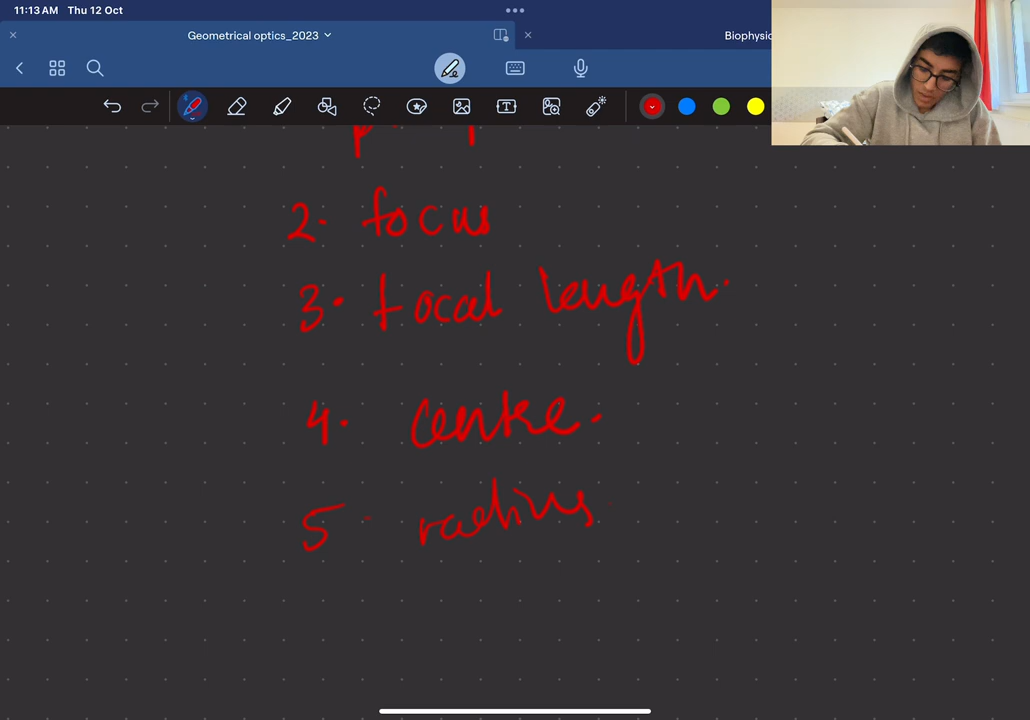 11:13 AM Thu 12 Oct
Geometrical optics_2023
Biophysic
2. focus
3. focal length.
4. centre.
5. radius.